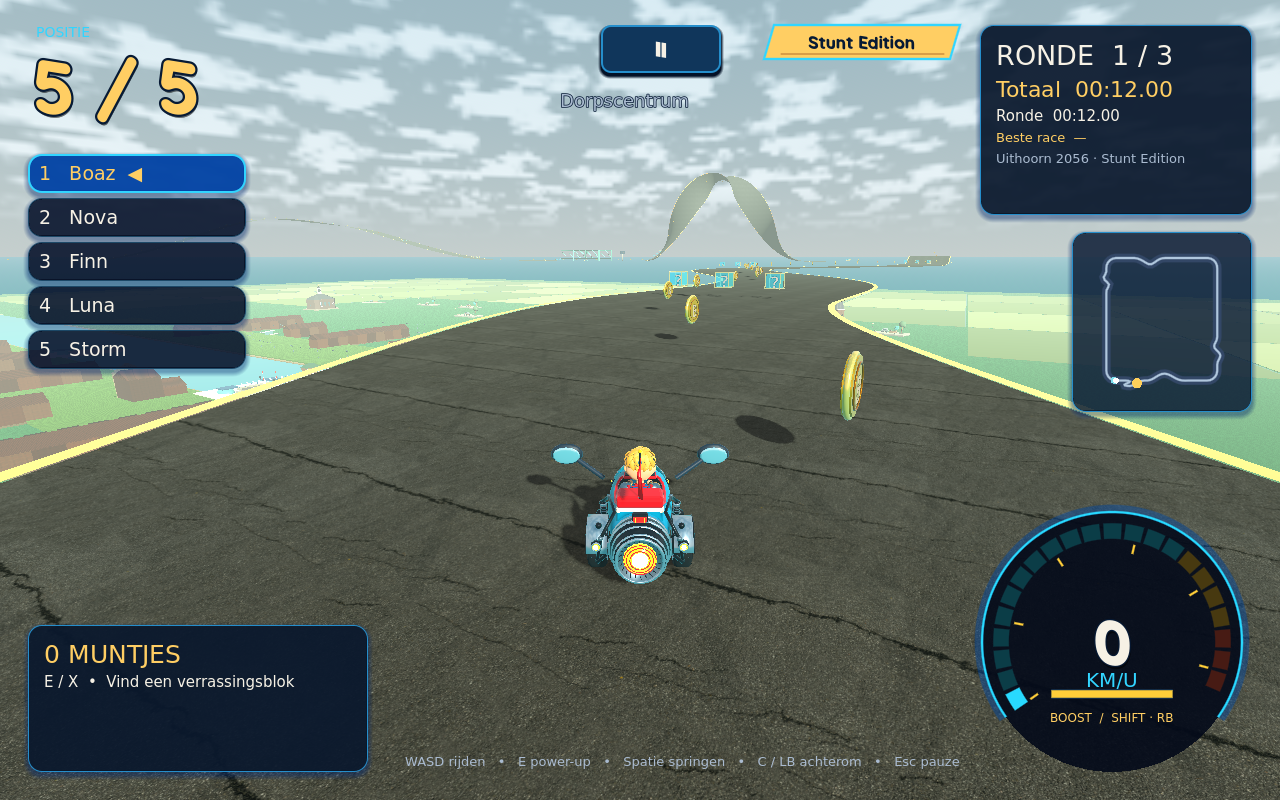 POSITIE
5 / 5
Stunt Edition
Dorpscentrum
RONDE 1 / 3
Totaal 00:12.00
Ronde 00:12.00
Beste race —
Uithoorn 2056 · Stunt Edition
1 Boaz ◀
2 Nova
3 Finn
4 Luna
5 Storm
0 MUNTJES
E / X • Vind een verrassingsblok
0
KM/U
BOOST / SHIFT · RB
WASD rijden • E power-up • Spatie springen • C / LB achterom • Esc pauze